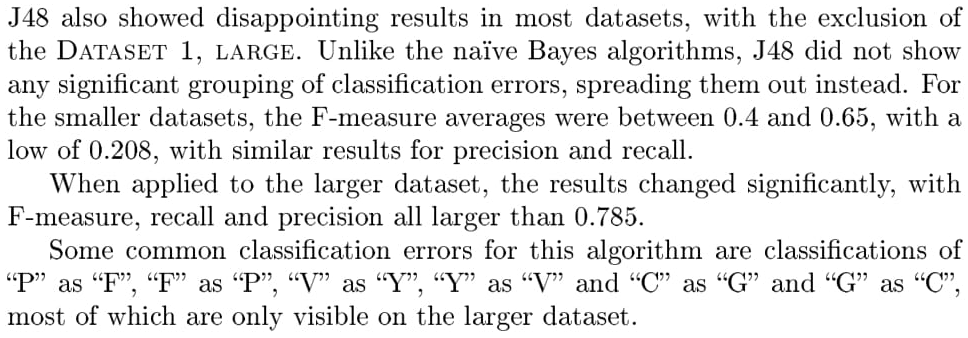 J48 also showed disappointing results in most datasets, with the exclusion of
the DATASET 1, LARGE. Unlike the naïve Bayes algorithms, J48 did not show
any significant grouping of classification errors, spreading them out instead. For
the smaller datasets, the F-measure averages were between 0.4 and 0.65, with a
low of 0.208, with similar results for precision and recall.
When applied to the larger dataset, the results changed significantly, with
F-measure, recall and precision all larger than 0.785.
Some common classification errors for this algorithm are classifications of
“P” as “F”, “F” as “P”, “V” as “Y”, “Y” as “V” and “C” as “G” and “G” as “C”,
most of which are only visible on the larger dataset.